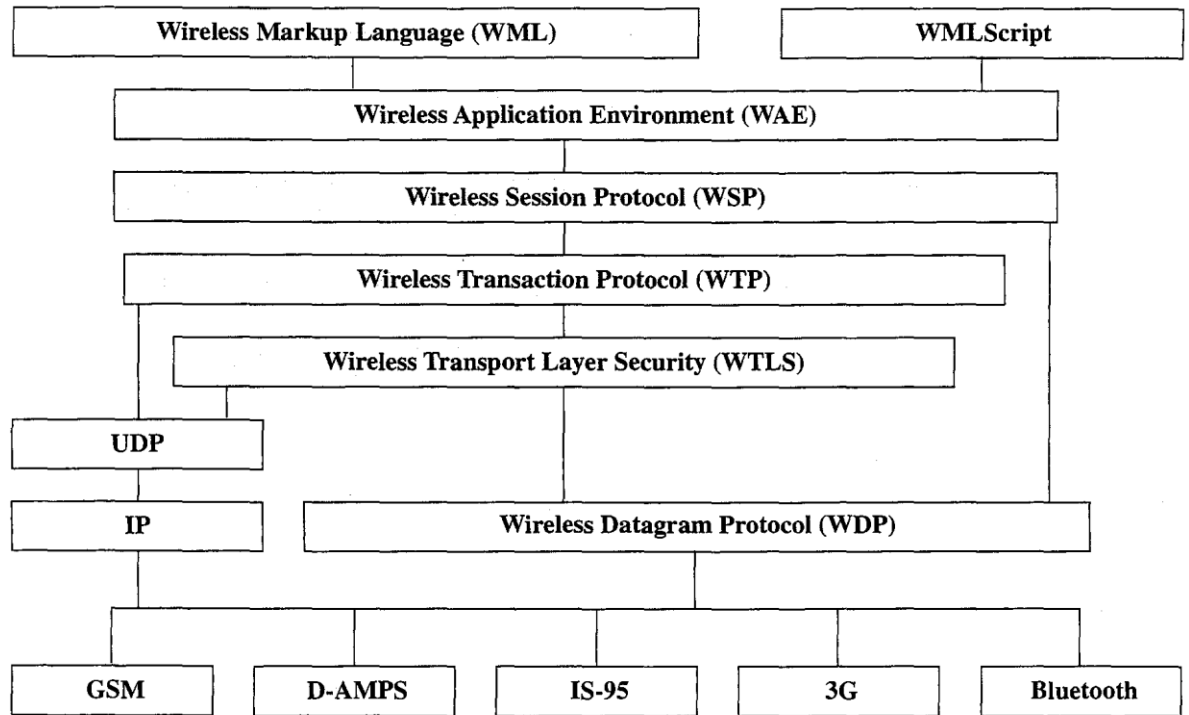 Wireless Markup Language (WML)
WMLScript
Wireless Application Environment (WAE)
Wireless Session Protocol (WSP)
Wireless Transaction Protocol (WTP)
Wireless Transport Layer Security (WTLS)
UDP
IP
Wireless Datagram Protocol (WDP)
GSM
D-AMPS
IS-95
3G
Bluetooth